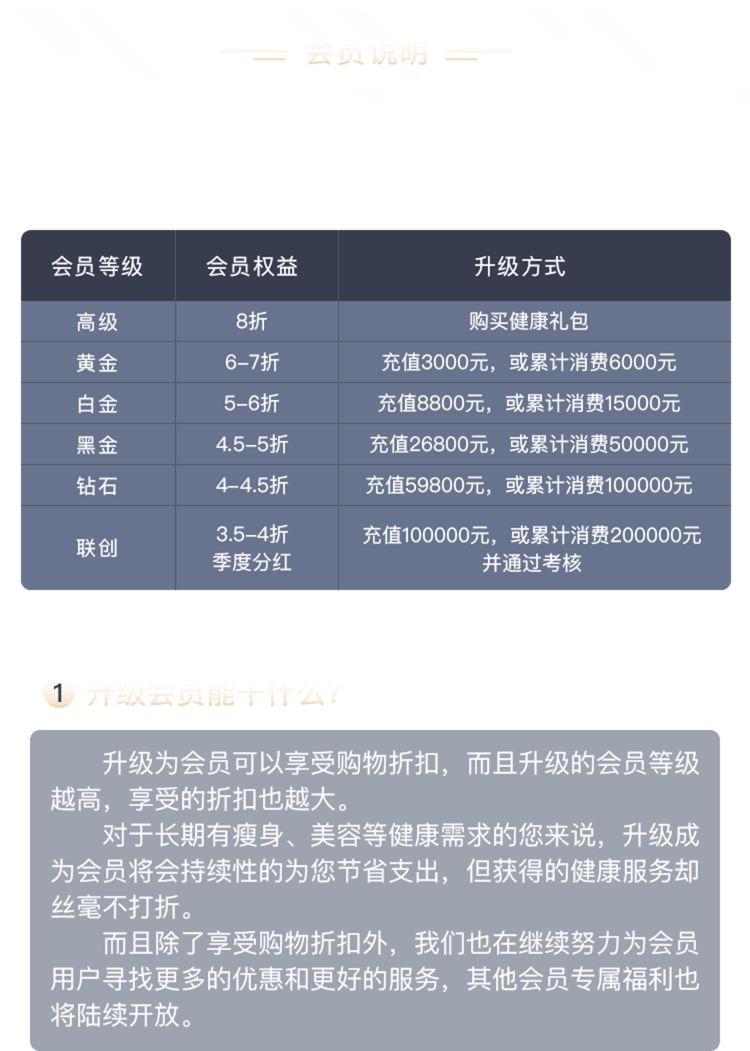 会员说明
会员等级 会员权益 升级方式
高级 8折 购买健康礼包
黄金 6-7折 充值3000元，或累计消费6000元
白金 5-6折 充值8800元，或累计消费15000元
黑金 4.5-5折 充值26800元，或累计消费50000元
钻石 4-4.5折 充值59800元，或累计消费100000元
联创 3.5-4折 季度分红 充值100000元，或累计消费200000元 并通过考核
1 升级会员能干什么？
升级为会员可以享受购物折扣，而且升级的会员等级
越高，享受的折扣也越大。
对于长期有瘦身、美容等健康需求的您来说，升级成
为会员将会持续性的为您节省支出，但获得的健康服务却
丝毫不打折。
而且除了享受购物折扣外，我们也在继续努力为会员
用户寻找更多的优惠和更好的服务，其他会员专属福利也
将陆续开放。